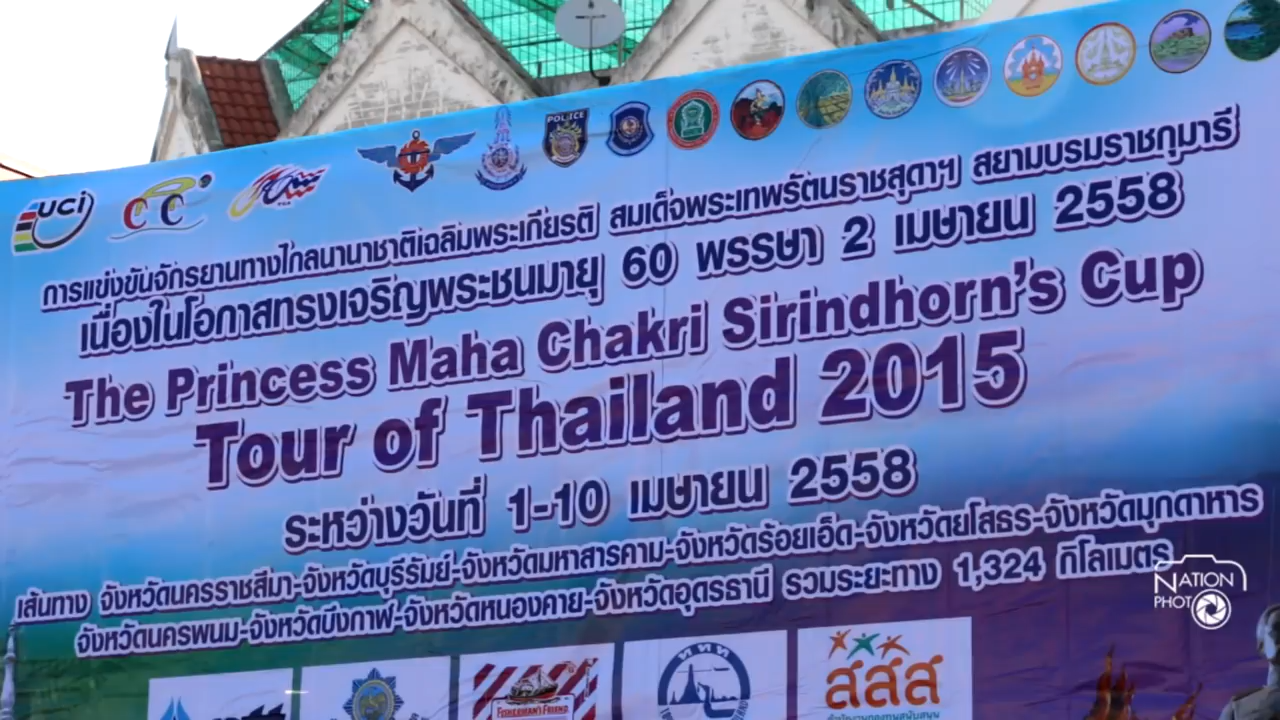 UCI
POLICE
การแข่งขันจักรยานทางไกลนานาชาติเฉลิมพระเกียรติ สมเด็จพระเทพรัตนราชสุดาฯ สยามบรมราชกุมารี
เนื่องในโอกาสทรงเจริญพระชนมายุ 60 พรรษา 2 เมษายน 2558
The Princess Maha Chakri Sirindhorn's Cup
Tour of Thailand 2015
ระหว่างวันที่ 1-10 เมษายน 2558
เส้นทาง จังหวัดนครราชสีมา-จังหวัดบุรีรัมย์-จังหวัดมหาสารคาม-จังหวัดร้อยเอ็ด-จังหวัดยโสธร-จังหวัดมุกดาหาร
จังหวัดนครพนม-จังหวัดบึงกาฬ-จังหวัดหนองคาย-จังหวัดอุดรธานี รวมระยะทาง 1,324 กิโลเมตร
NATION
PHOTO
FISHERMAN'S FRIEND
ททท
สสส